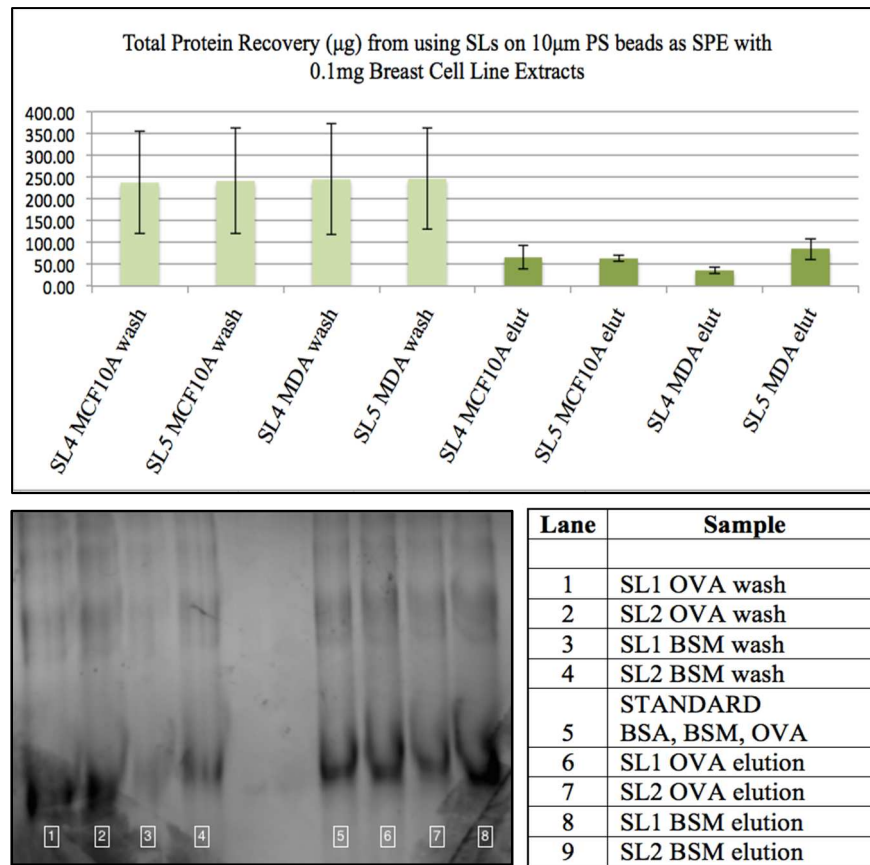 Total Protein Recovery (µg) from using SLs on 10µm PS beads as SPE with
0.1mg Breast Cell Line Extracts
400.00
350.00
300.00
250.00
200.00
150.00
100.00
50.00
0.00
SL4 MCF10A wash
SL5 MCF10A wash
SL4 MDA wash
SL5 MDA wash
SL4 MCF10A elut
SL5 MCF10A elut
SL4 MDA elut
SL5 MDA elut
1 2 3 4 5 6 7 8
Lane Sample
1 SL1 OVA wash
2 SL2 OVA wash
3 SL1 BSM wash
4 SL2 BSM wash
STANDARD
5 BSA, BSM, OVA
6 SL1 OVA elution
7 SL2 OVA elution
8 SL1 BSM elution
9 SL2 BSM elution